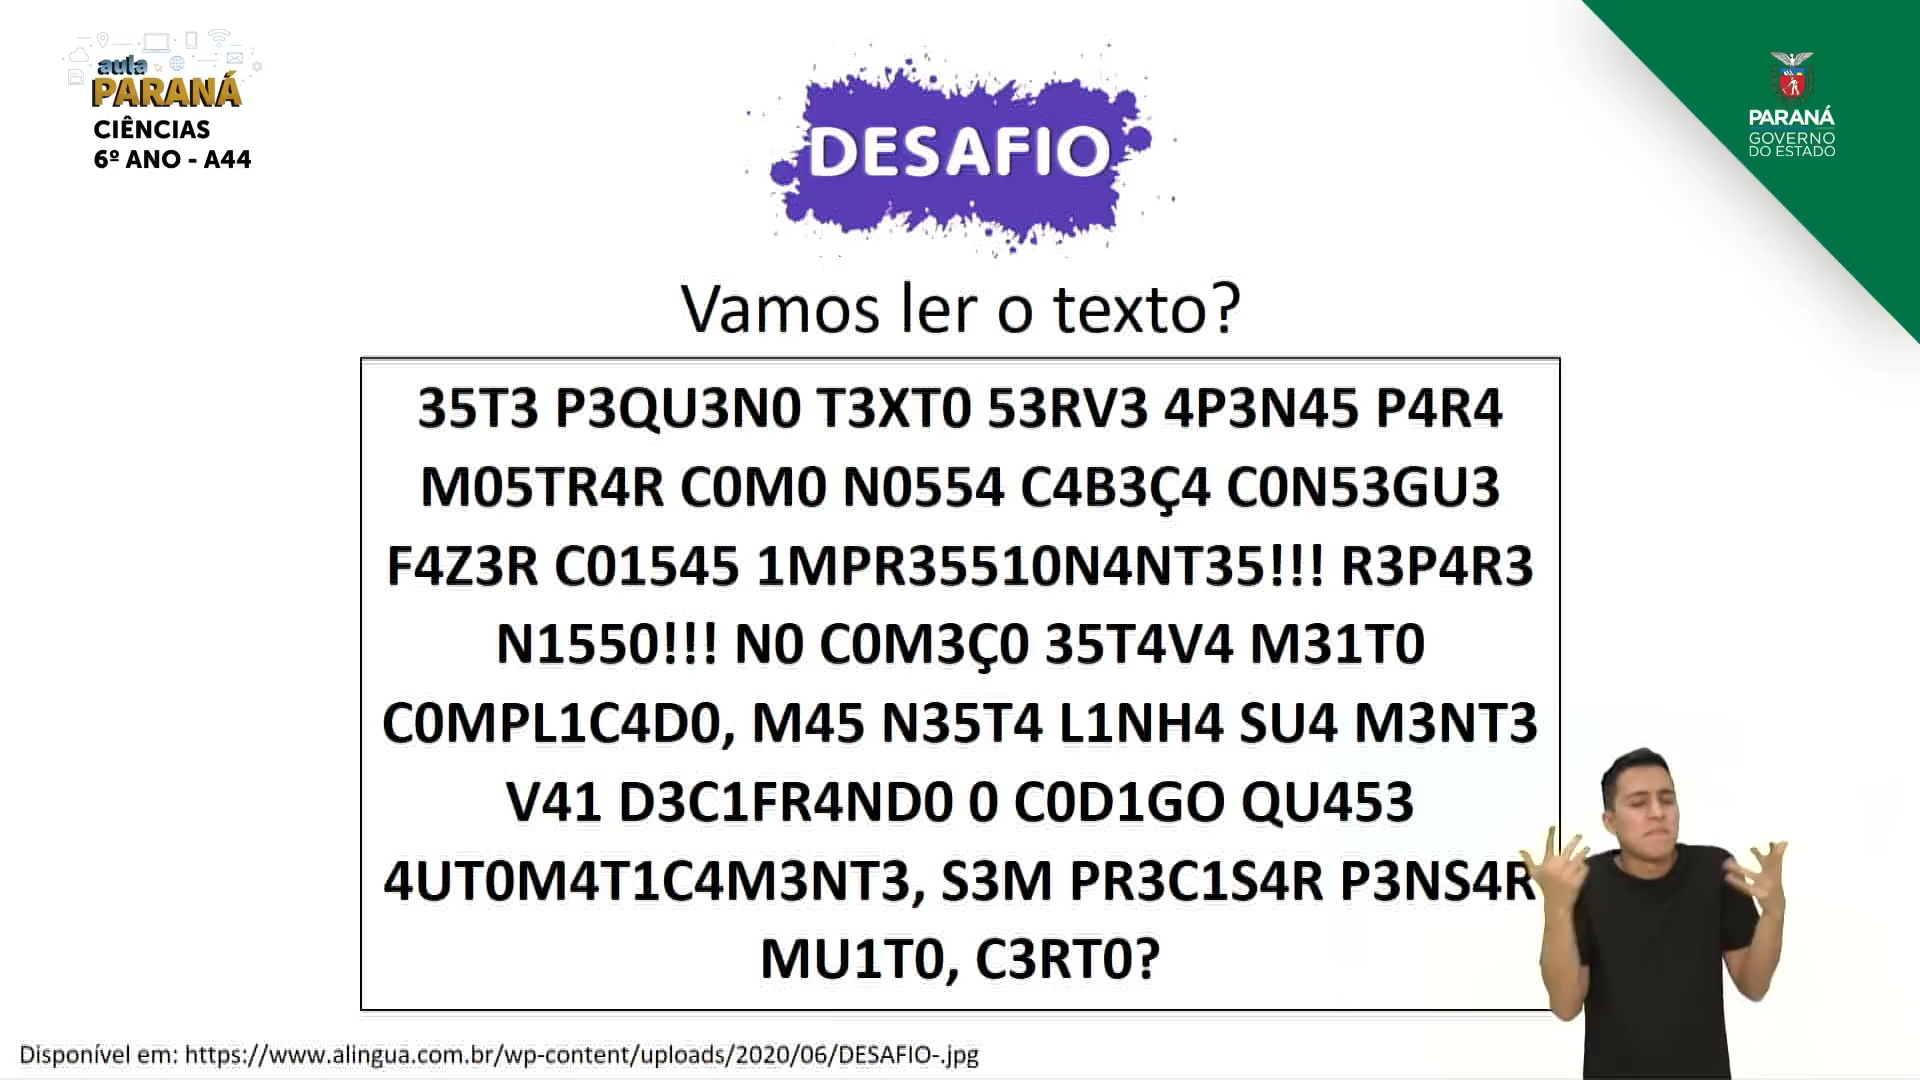 aula
PARANÁ
CIÊNCIAS
6º ANO - A44
DESAFIO
PARANÁ
GOVERNO
DO ESTADO
Vamos ler o texto?
35T3 P3QU3N0 T3XT0 53RV3 4P3N45 P4R4
M05TR4R C0M0 N0554 C4B3Ç4 C0N53GU3
F4Z3R C01545 1MPR35510N4NT35!!! R3P4R3
N1550!!! N0 C0M3Ç0 35T4V4 M31T0
C0MPL1C4D0, M45 N35T4 L1NH4 SU4 M3NT3
V41 D3C1FR4ND0 0 C0D1GO QU453
4UT0M4T1C4M3NT3, S3M PR3C1S4R P3NS4R
MU1T0, C3RT0?
Disponível em: https://www.alingua.com.br/wp-content/uploads/2020/06/DESAFIO-.jpg